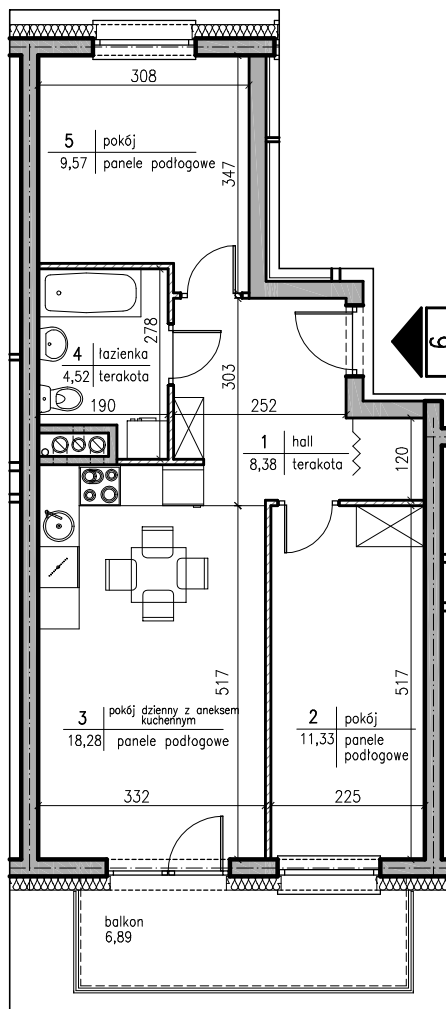 308
5 pokój
9,57 panele podłogowe
347
4 łazienka
4,52 terakota
278
190
303
252
1 hall
8,38 terakota
120
6
517
3 pokój dzienny z aneksem
kuchennym
18,28 panele podłogowe
2 pokój
11,33 panele
podłogowe
517
332
225
balkon
6,89